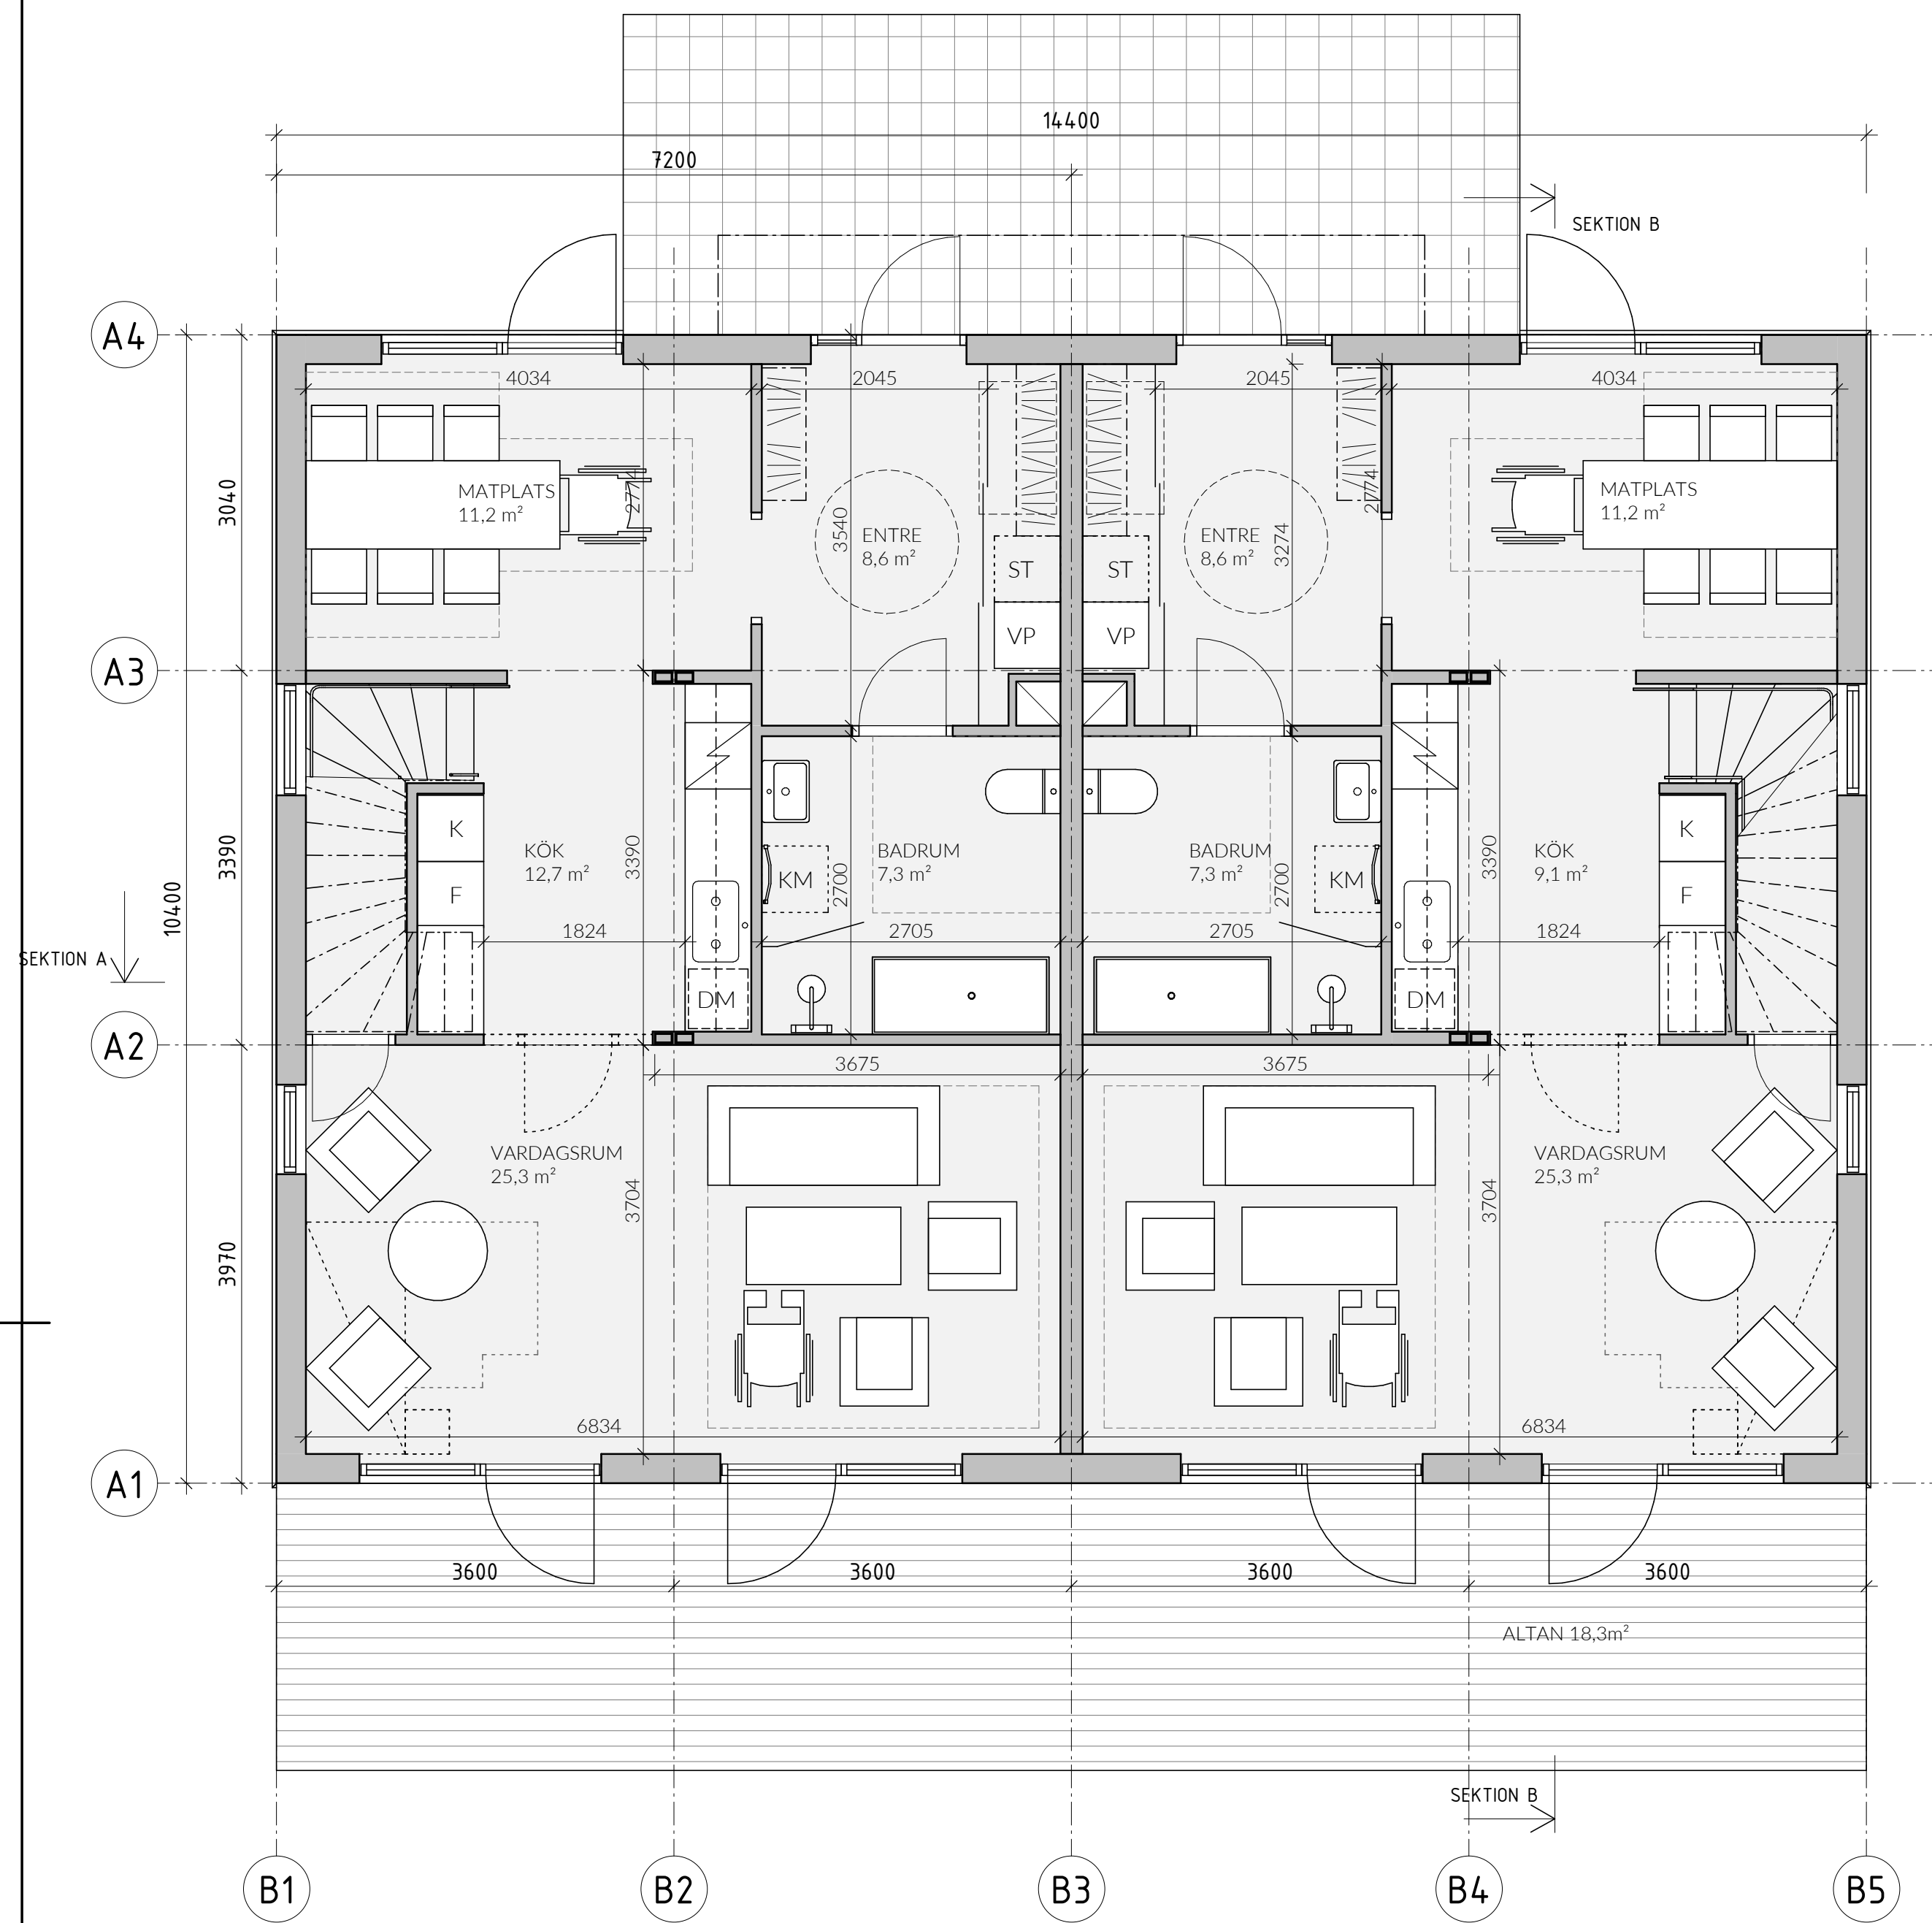 14400
7200
SEKTION B
A4
4034
2045
2045
4034
MATPLATS
11,2 m²
2774
3540
ENTRE
8,6 m²
ENTRE
8,6 m²
3274
2774
MATPLATS
11,2 m²
3040
ST
ST
VP
VP
A3
K
KÖK
12,7 m²
3390
BADRUM
7,3 m²
BADRUM
7,3 m²
3390
KÖK
9,1 m²
K
3390
10400
F
KM
2700
2700
KM
F
1824
2705
2705
1824
SEKTION A
DM
DM
A2
3675
3675
VARDAGSRUM
25,3 m²
VARDAGSRUM
25,3 m²
3704
3704
3970
6834
6834
A1
3600
3600
3600
3600
ALTAN 18,3m²
SEKTION B
B1
B2
B3
B4
B5